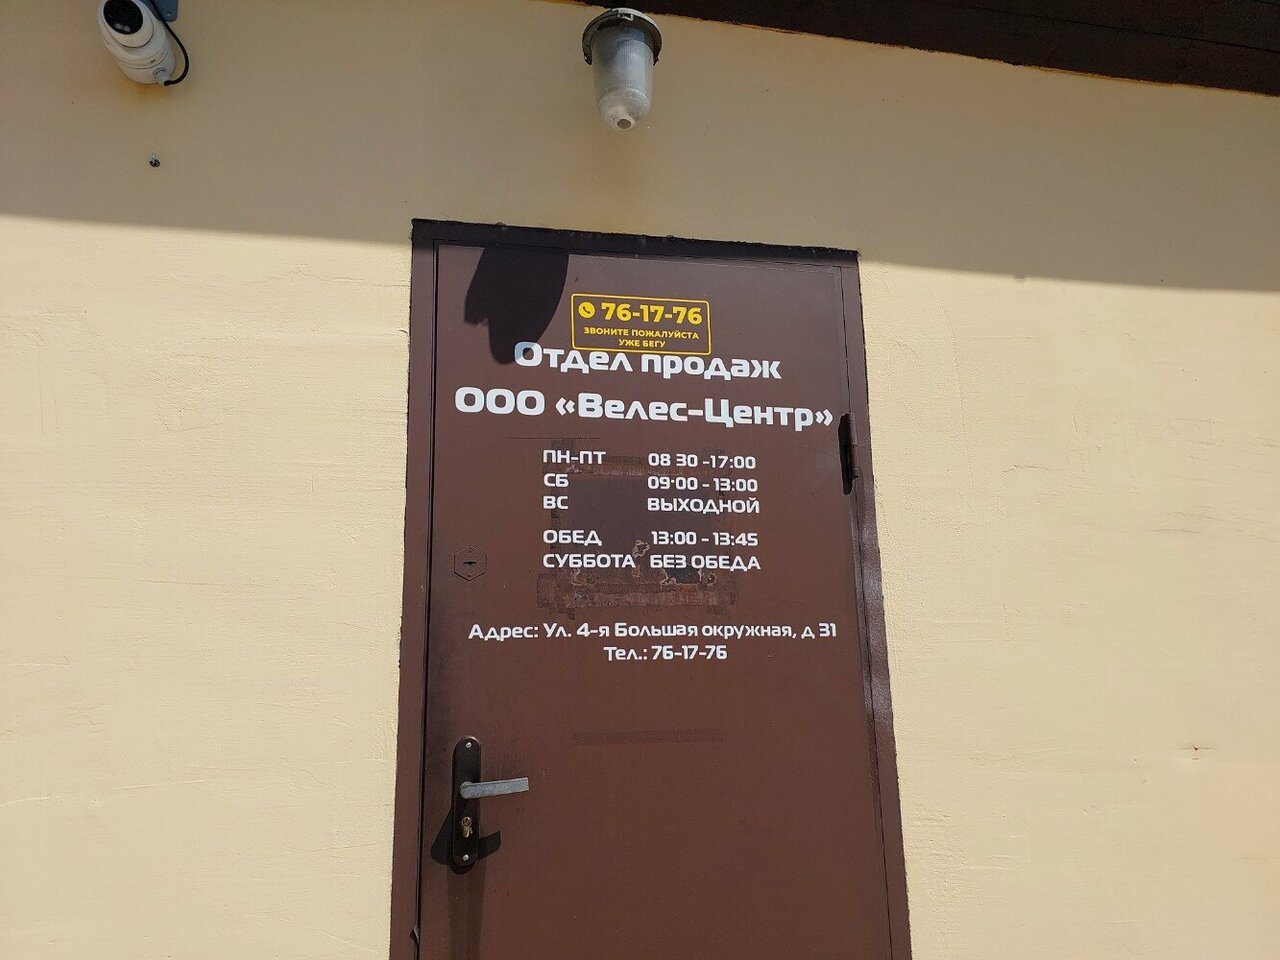 76-17-76
ЗВОНИТЕ ПОЖАЛУЙСТА
УЖЕ БЕГУ
Отдел продаж
ООО «Велес-Центр»
ПН-ПТ 08 30 -17:00
СБ 09:00 - 13:00
ВС ВЫХОДНОЙ
ОБЕД 13:00 - 13:45
СУББОТА БЕЗ ОБЕДА
Адрес: Ул. 4-я Большая окружная, д 31
Тел.: 76-17-76